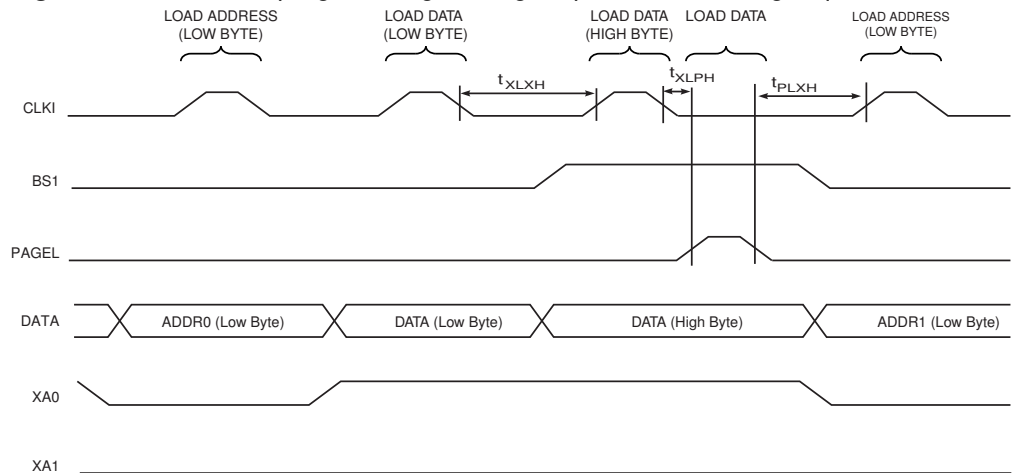 LOAD ADDRESS
(LOW BYTE)
LOAD DATA
(LOW BYTE)
LOAD DATA
(HIGH BYTE)
LOAD DATA
LOAD ADDRESS
(LOW BYTE)
tXLXH
tXLPH
tPLXH
CLKI
BS1
PAGEL
DATA
ADDR0 (Low Byte)
DATA (Low Byte)
DATA (High Byte)
ADDR1 (Low Byte)
XA0
XA1